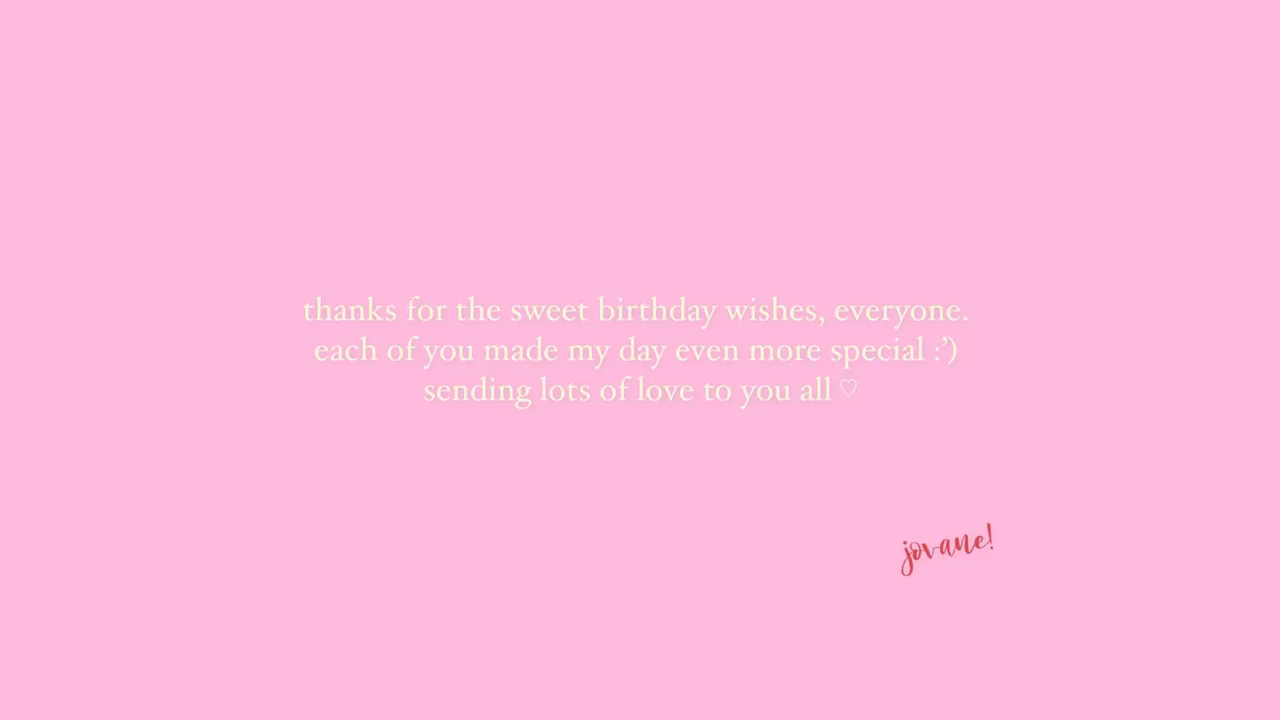 thanks for the sweet birthday wishes, everyone.
each of you made my day even more special :’)
sending lots of love to you all ♡
jovane!